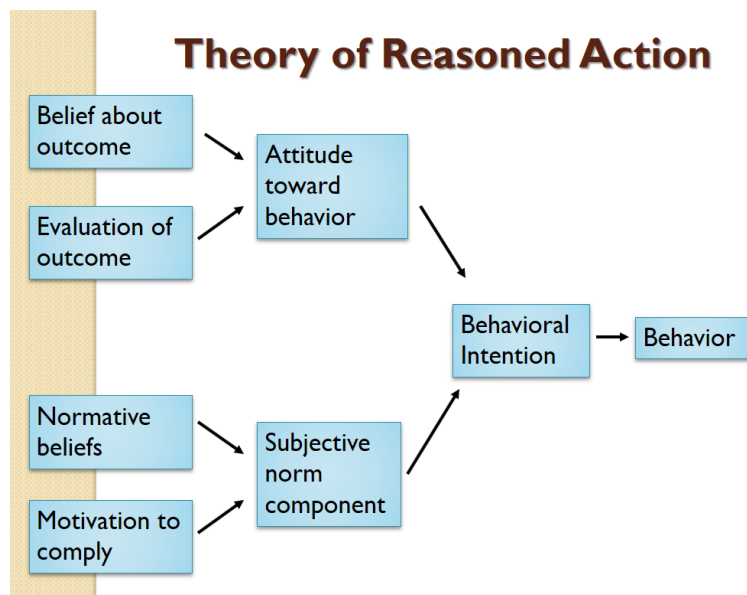 Theory of Reasoned Action
Belief about
outcome
Evaluation of
outcome
Attitude
toward
behavior
Behavioral
Intention
Behavior
Normative
beliefs
Motivation to
comply
Subjective
norm
component